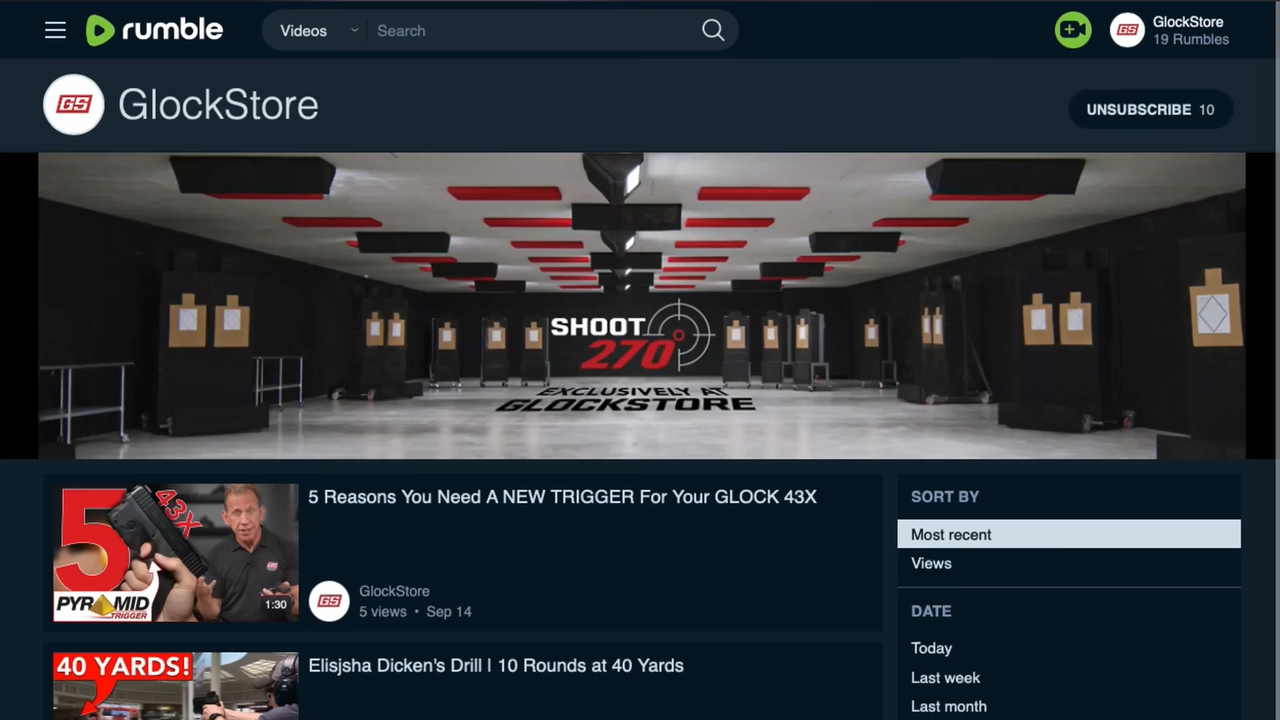 rumble
Videos
Search
GlockStore
19 Rumbles
GS
GS
GlockStore
UNSUBSCRIBE 10
SHOOT
270°
EXCLUSIVELY AT
GLOCKSTORE
5
43X
PYRAMID
TRIGGER
1:30
5 Reasons You Need A NEW TRIGGER For Your GLOCK 43X
GS
GlockStore
5 views • Sep 14
40 YARDS!
Elisjsha Dicken's Drill | 10 Rounds at 40 Yards
SORT BY
Most recent
Views
DATE
Today
Last week
Last month